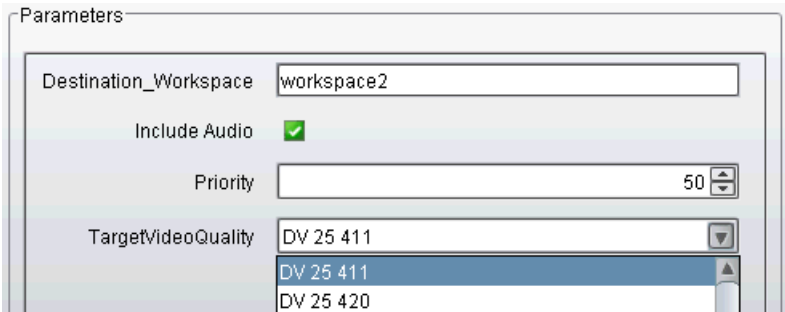 Parameters
Destination_Workspace workspace2
Include Audio
Priority 50
TargetVideoQuality DV 25 411
DV 25 411
DV 25 420